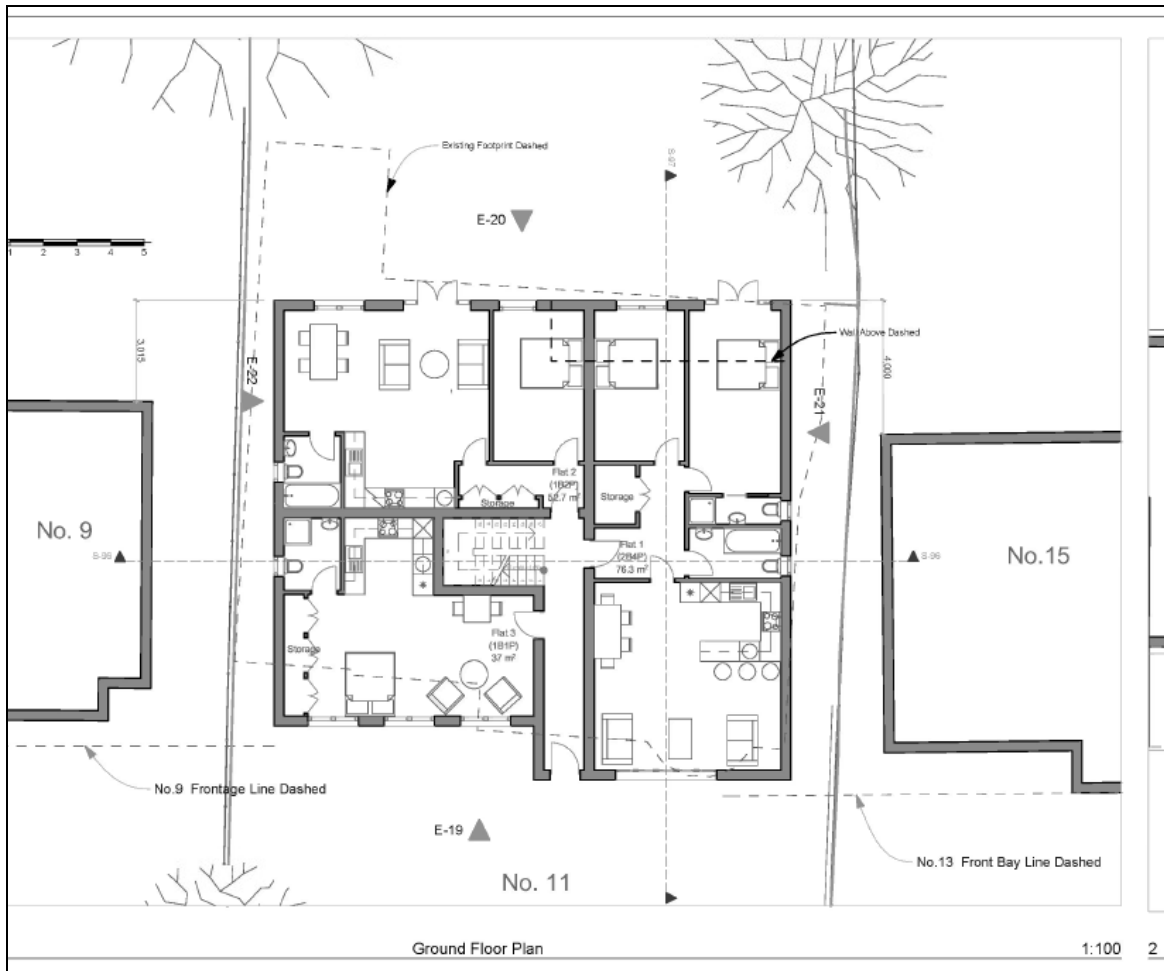 Existing Footprint Dashed
S-97
E-20
1 2 3 4 5
Wall Above Dashed
3,015
4,000
E-22
E-21
Flat 2
(1B2P)
52.7 m²
Storage
Storage
No. 9
S-96
Flat 1
(2B4P)
76.3 m²
S-96
No.15
Flat 3
(1B1P)
37 m²
Storage
No.9 Frontage Line Dashed
E-19
No.13 Front Bay Line Dashed
No. 11
Ground Floor Plan
1:100
2